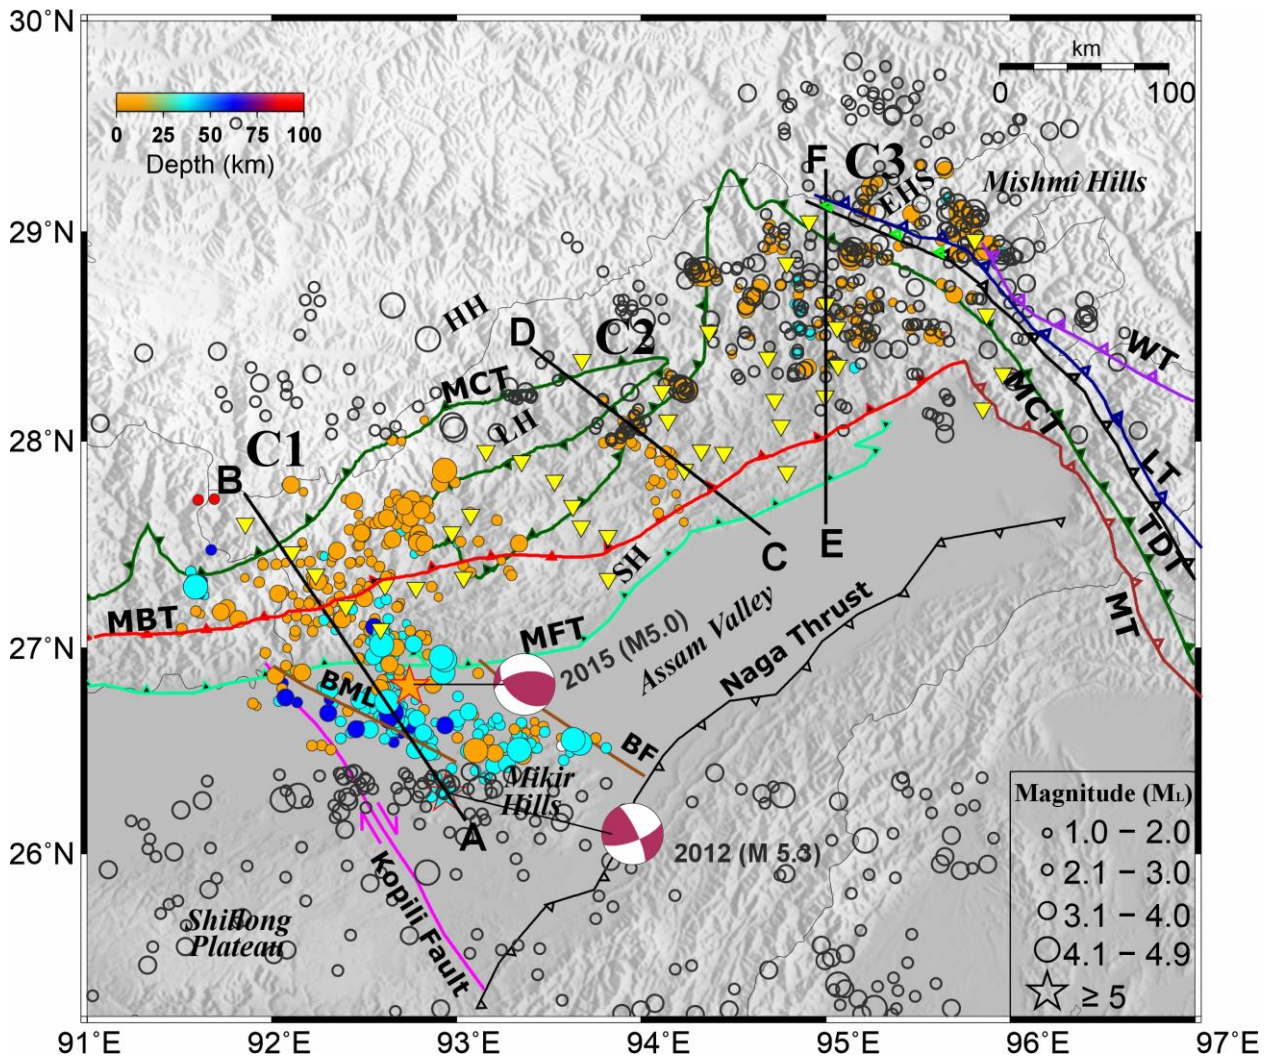 30°N
29°N
28°N
27°N
26°N
91°E
92°E
93°E
94°E
95°E
96°E
97°E
0 25 50 75 100
Depth (km)
km
0 100
F
C3
EHS
Mishmi Hills
HH
D
C2
WT
MCT
LH
MCT
C1
B
LT
C
E
TDT
SH
MBT
MFT
2015 (M5.0)
Assam Valley
Naga Thrust
MT
BML
BF
Mikir
Hills
A
2012 (M 5.3)
Kopili Fault
Shillong
Plateau
Magnitude (ML)
1.0 – 2.0
2.1 – 3.0
3.1 – 4.0
4.1 – 4.9
≥ 5